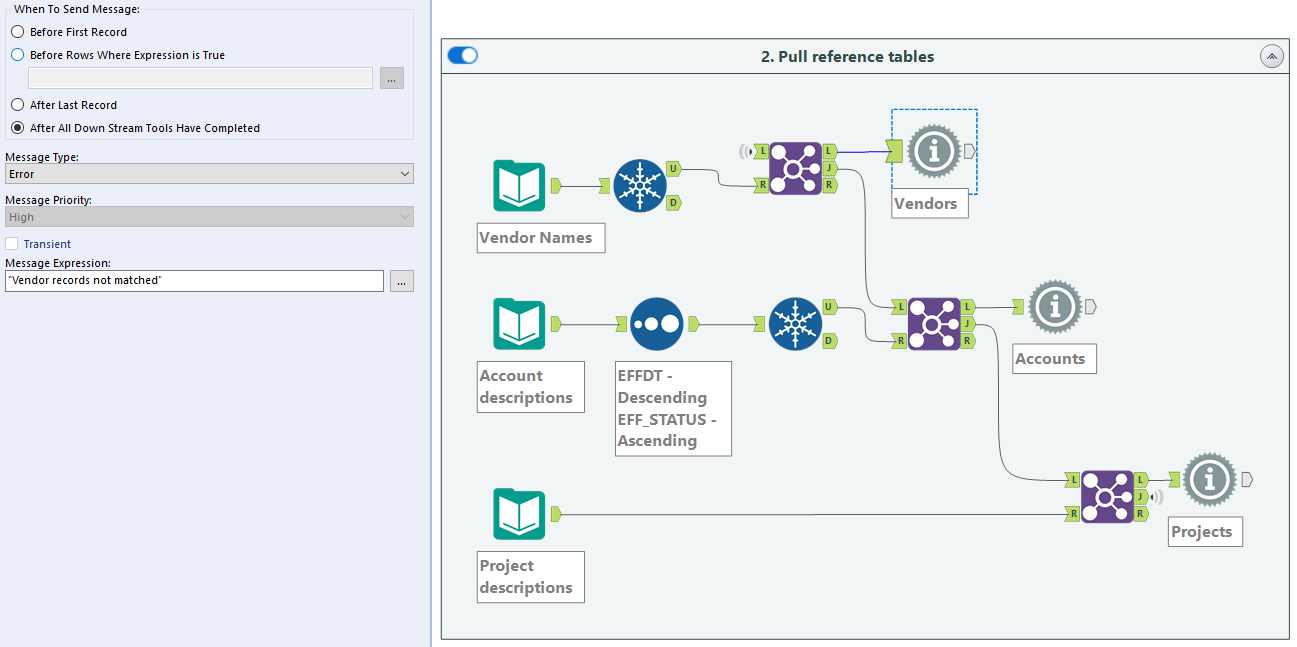 When To Send Message:
Before First Record
Before Rows Where Expression is True
...
After Last Record
After All Down Stream Tools Have Completed
Message Type:
Error
Message Priority:
High
Transient
Message Expression:
"Vendor records not matched"
...
2. Pull reference tables
Vendor Names
U
D
L
R
L
J
R
Vendors
Account
descriptions
EFFDT -
Descending
EFF_STATUS -
Ascending
U
D
L
R
L
J
R
Accounts
Project
descriptions
L
R
L
J
R
Projects